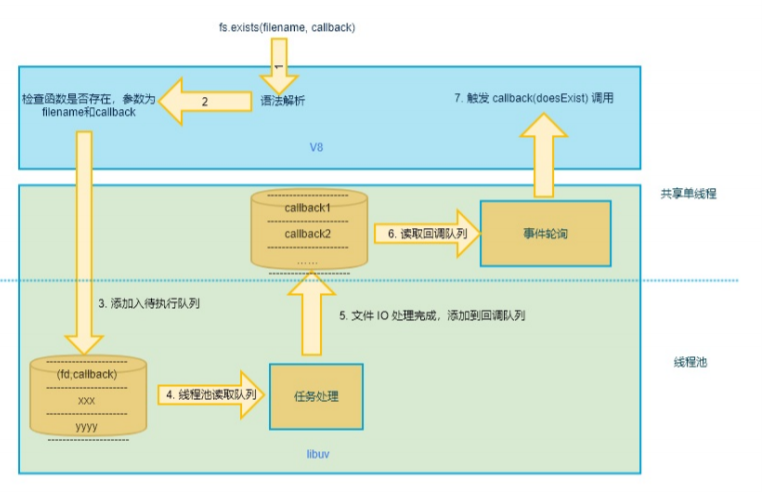 fs.exists(filename, callback)
1
检查函数是否存在，参数为
filename和callback
2
语法解析
7. 触发 callback(doesExist) 调用
V8
共享单线程
callback1
callback2
......
6. 读取回调队列
事件轮询
3. 添加入待执行队列
5. 文件 IO 处理完成，添加到回调队列
线程池
(fd,callback)
xxx
yyyy
4. 线程池读取队列
任务处理
libuv